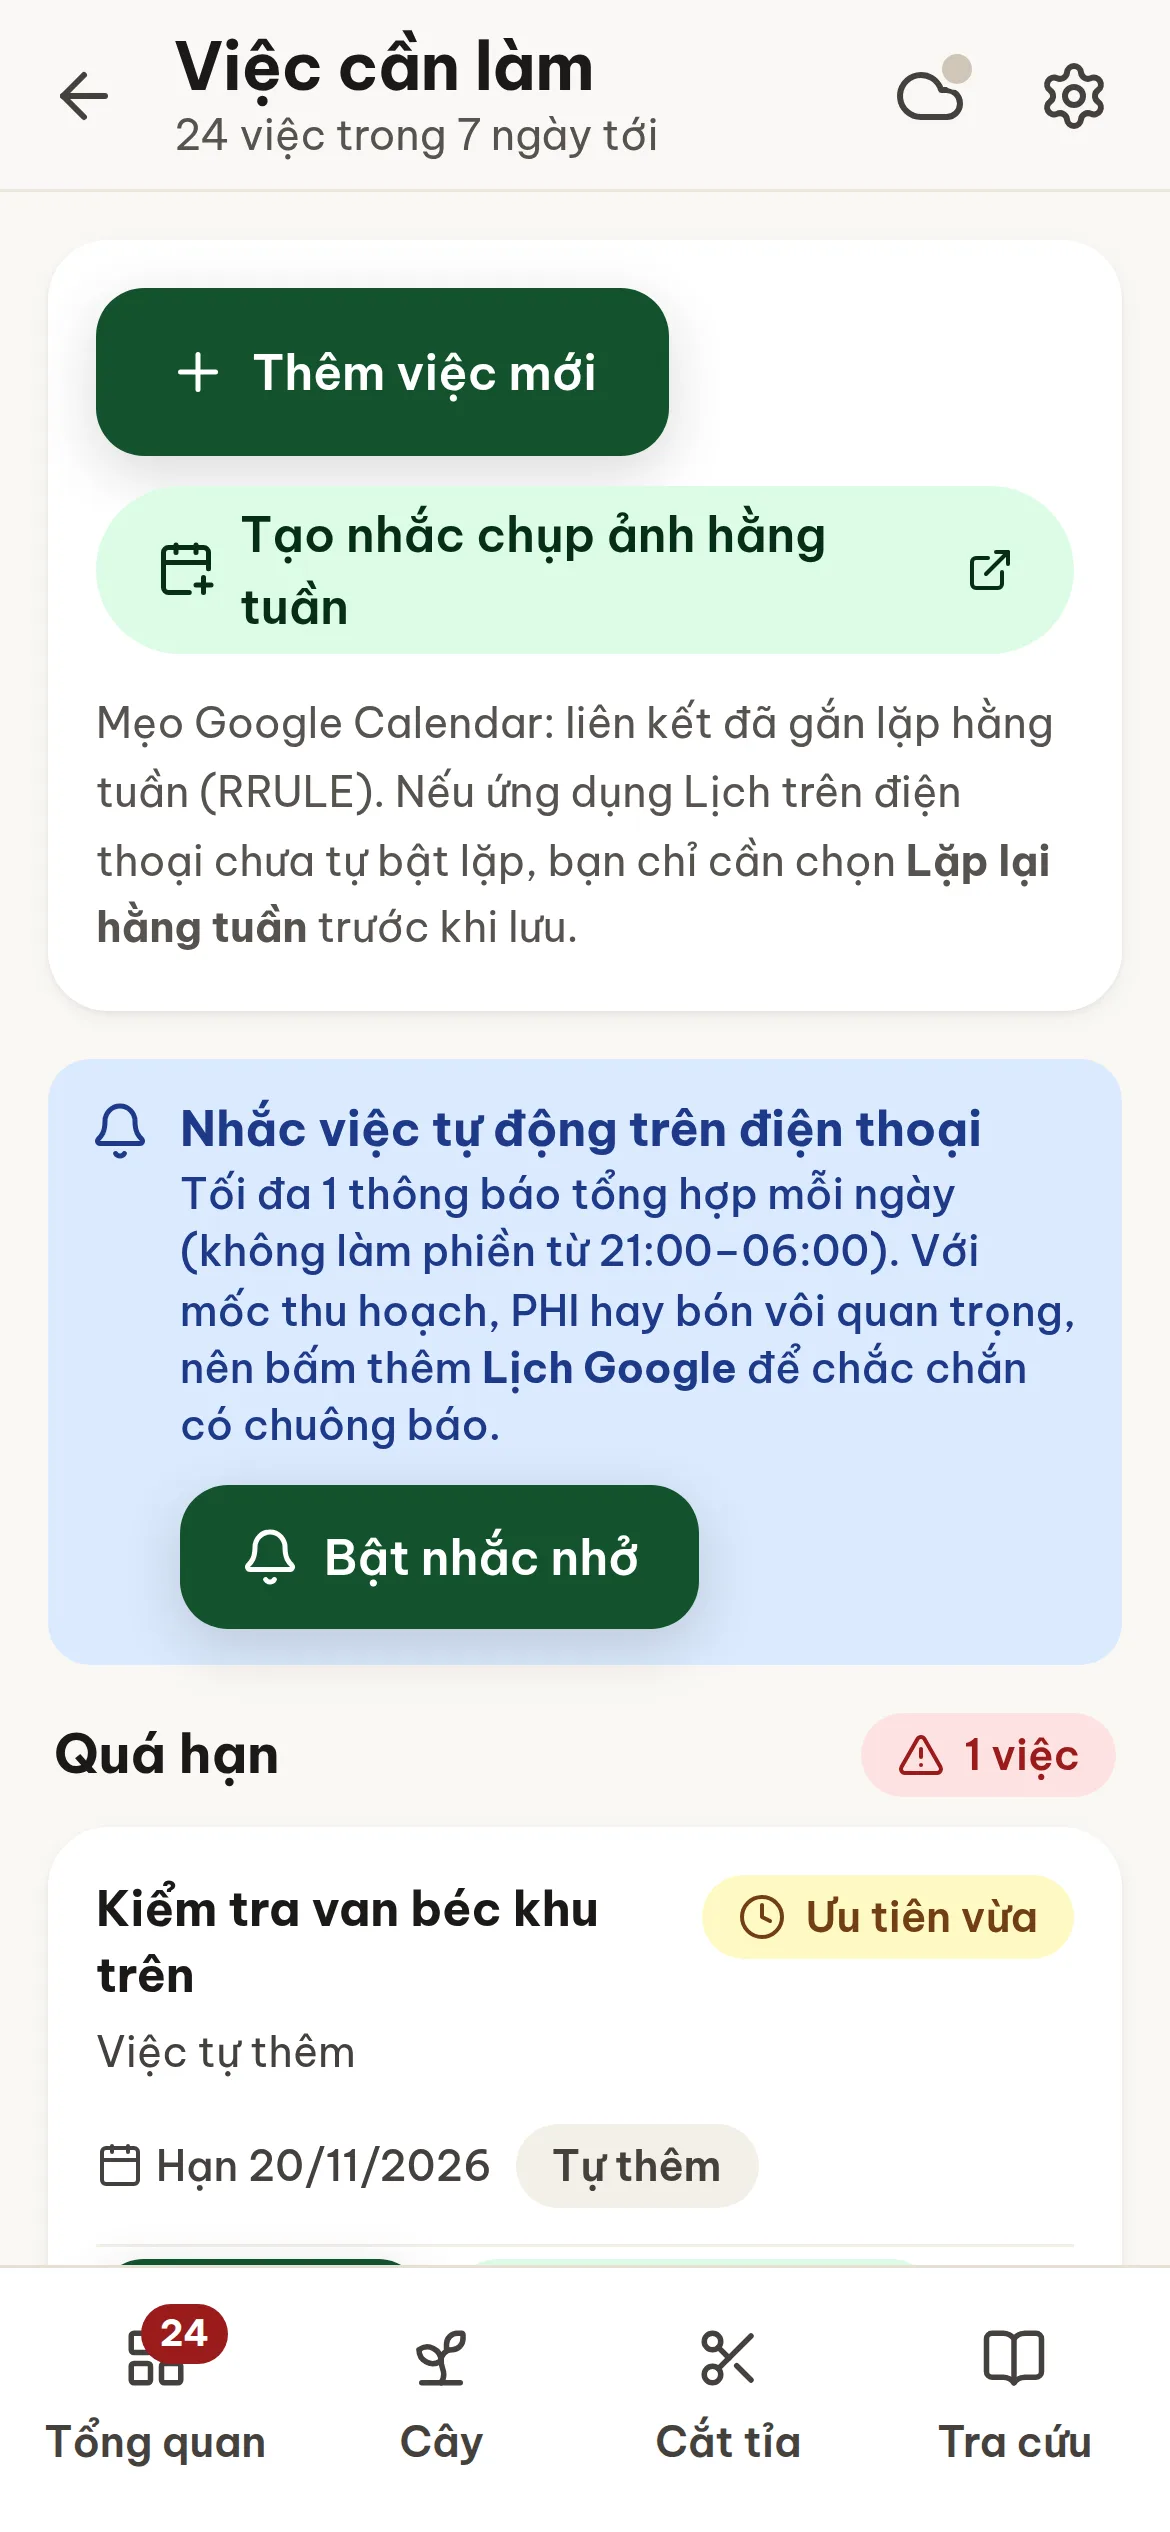 Việc cần làm
24 việc trong 7 ngày tới
Thêm việc mới
Tạo nhắc chụp ảnh hằng
tuần
Mẹo Google Calendar: liên kết đã gắn lặp hằng
tuần (RRULE). Nếu ứng dụng Lịch trên điện
thoại chưa tự bật lặp, bạn chỉ cần chọn Lặp lại
hằng tuần trước khi lưu.
Nhắc việc tự động trên điện thoại
Tối đa 1 thông báo tổng hợp mỗi ngày
(không làm phiền từ 21:00–06:00). Với
mốc thu hoạch, PHI hay bón vôi quan trọng,
nên bấm thêm Lịch Google để chắc chắn
có chuông báo.
Bật nhắc nhở
Quá hạn
1 việc
Kiểm tra van béc khu
trên
Ưu tiên vừa
Việc tự thêm
Hạn 20/11/2026
Tự thêm
24
Tổng quan
Cây
Cắt tỉa
Tra cứu